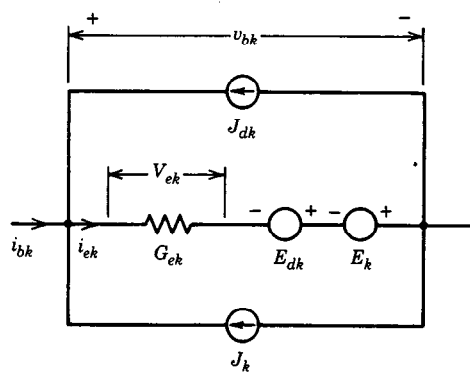 + −
v_bk
J_dk
V_ek
− + − +
i_bk i_ek G_ek E_dk E_k
J_k